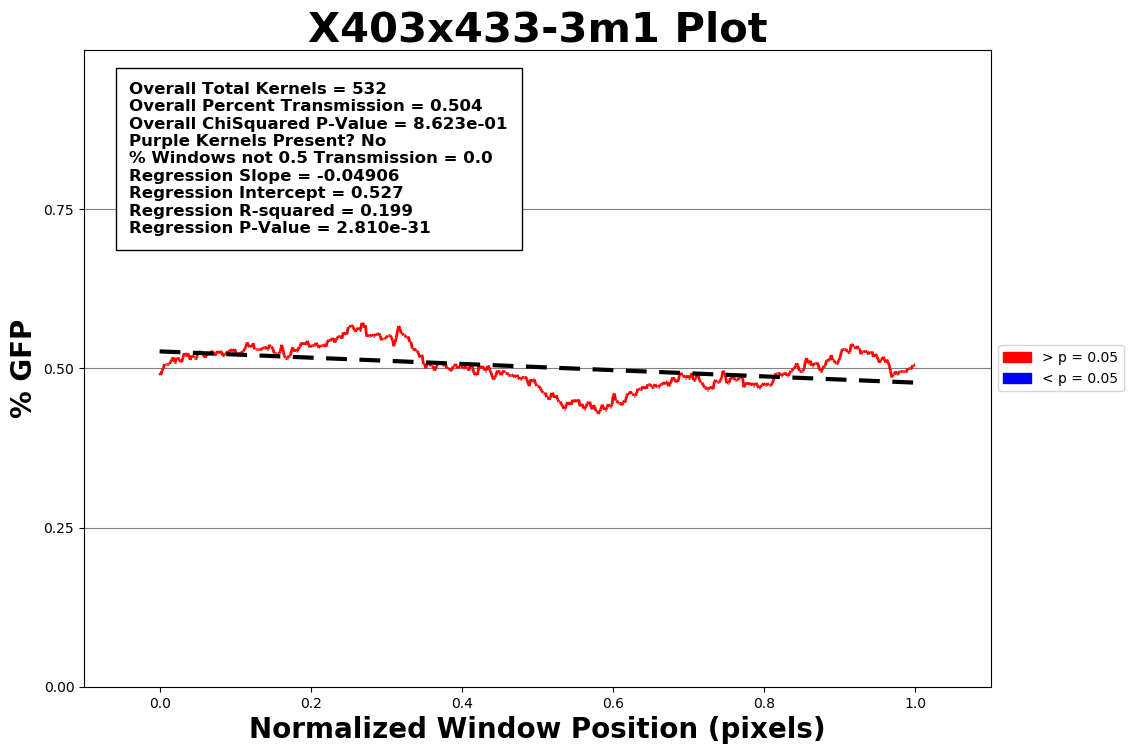 X403x433-3m1 Plot
Overall Total Kernels = 532
Overall Percent Transmission = 0.504
Overall ChiSquared P-Value = 8.623e-01
Purple Kernels Present? No
% Windows not 0.5 Transmission = 0.0
Regression Slope = -0.04906
Regression Intercept = 0.527
Regression R-squared = 0.199
Regression P-Value = 2.810e-31
% GFP
0.75
0.50
0.25
0.00
> p = 0.05
< p = 0.05
0.0 0.2 0.4 0.6 0.8 1.0
Normalized Window Position (pixels)